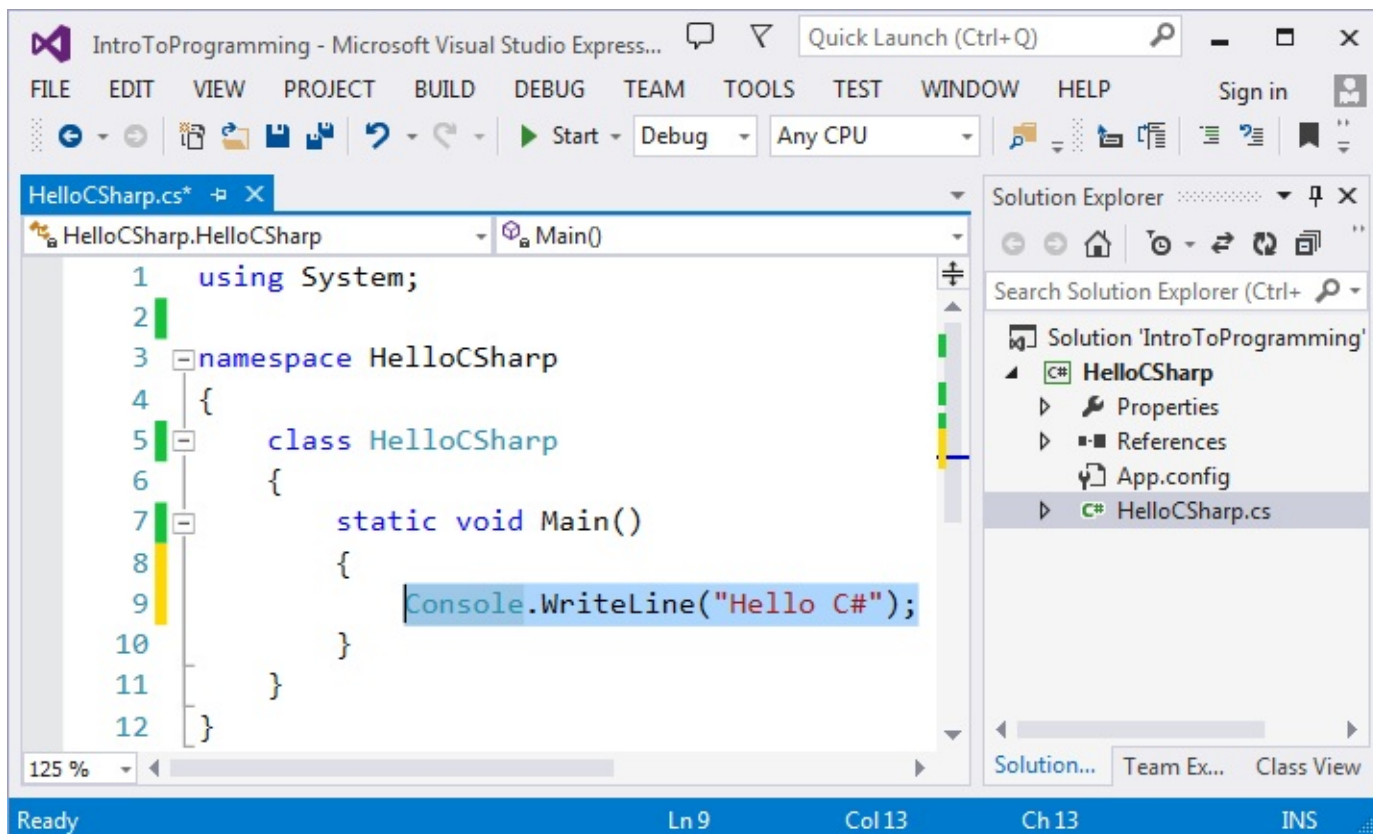 IntroToProgramming - Microsoft Visual Studio Express... Quick Launch (Ctrl+Q)
FILE EDIT VIEW PROJECT BUILD DEBUG TEAM TOOLS TEST WINDOW HELP Sign in
Start Debug Any CPU
HelloCSharp.cs*
HelloCSharp.HelloCSharp Main()
1 using System;
2
3 namespace HelloCSharp
4 {
5 class HelloCSharp
6 {
7 static void Main()
8 {
9 Console.WriteLine("Hello C#");
10 }
11 }
12 }
125 %
Solution Explorer
Search Solution Explorer (Ctrl+
Solution 'IntroToProgramming'
C# HelloCSharp
Properties
References
App.config
C# HelloCSharp.cs
Solution... Team Ex... Class View
Ready Ln 9 Col 13 Ch 13 INS